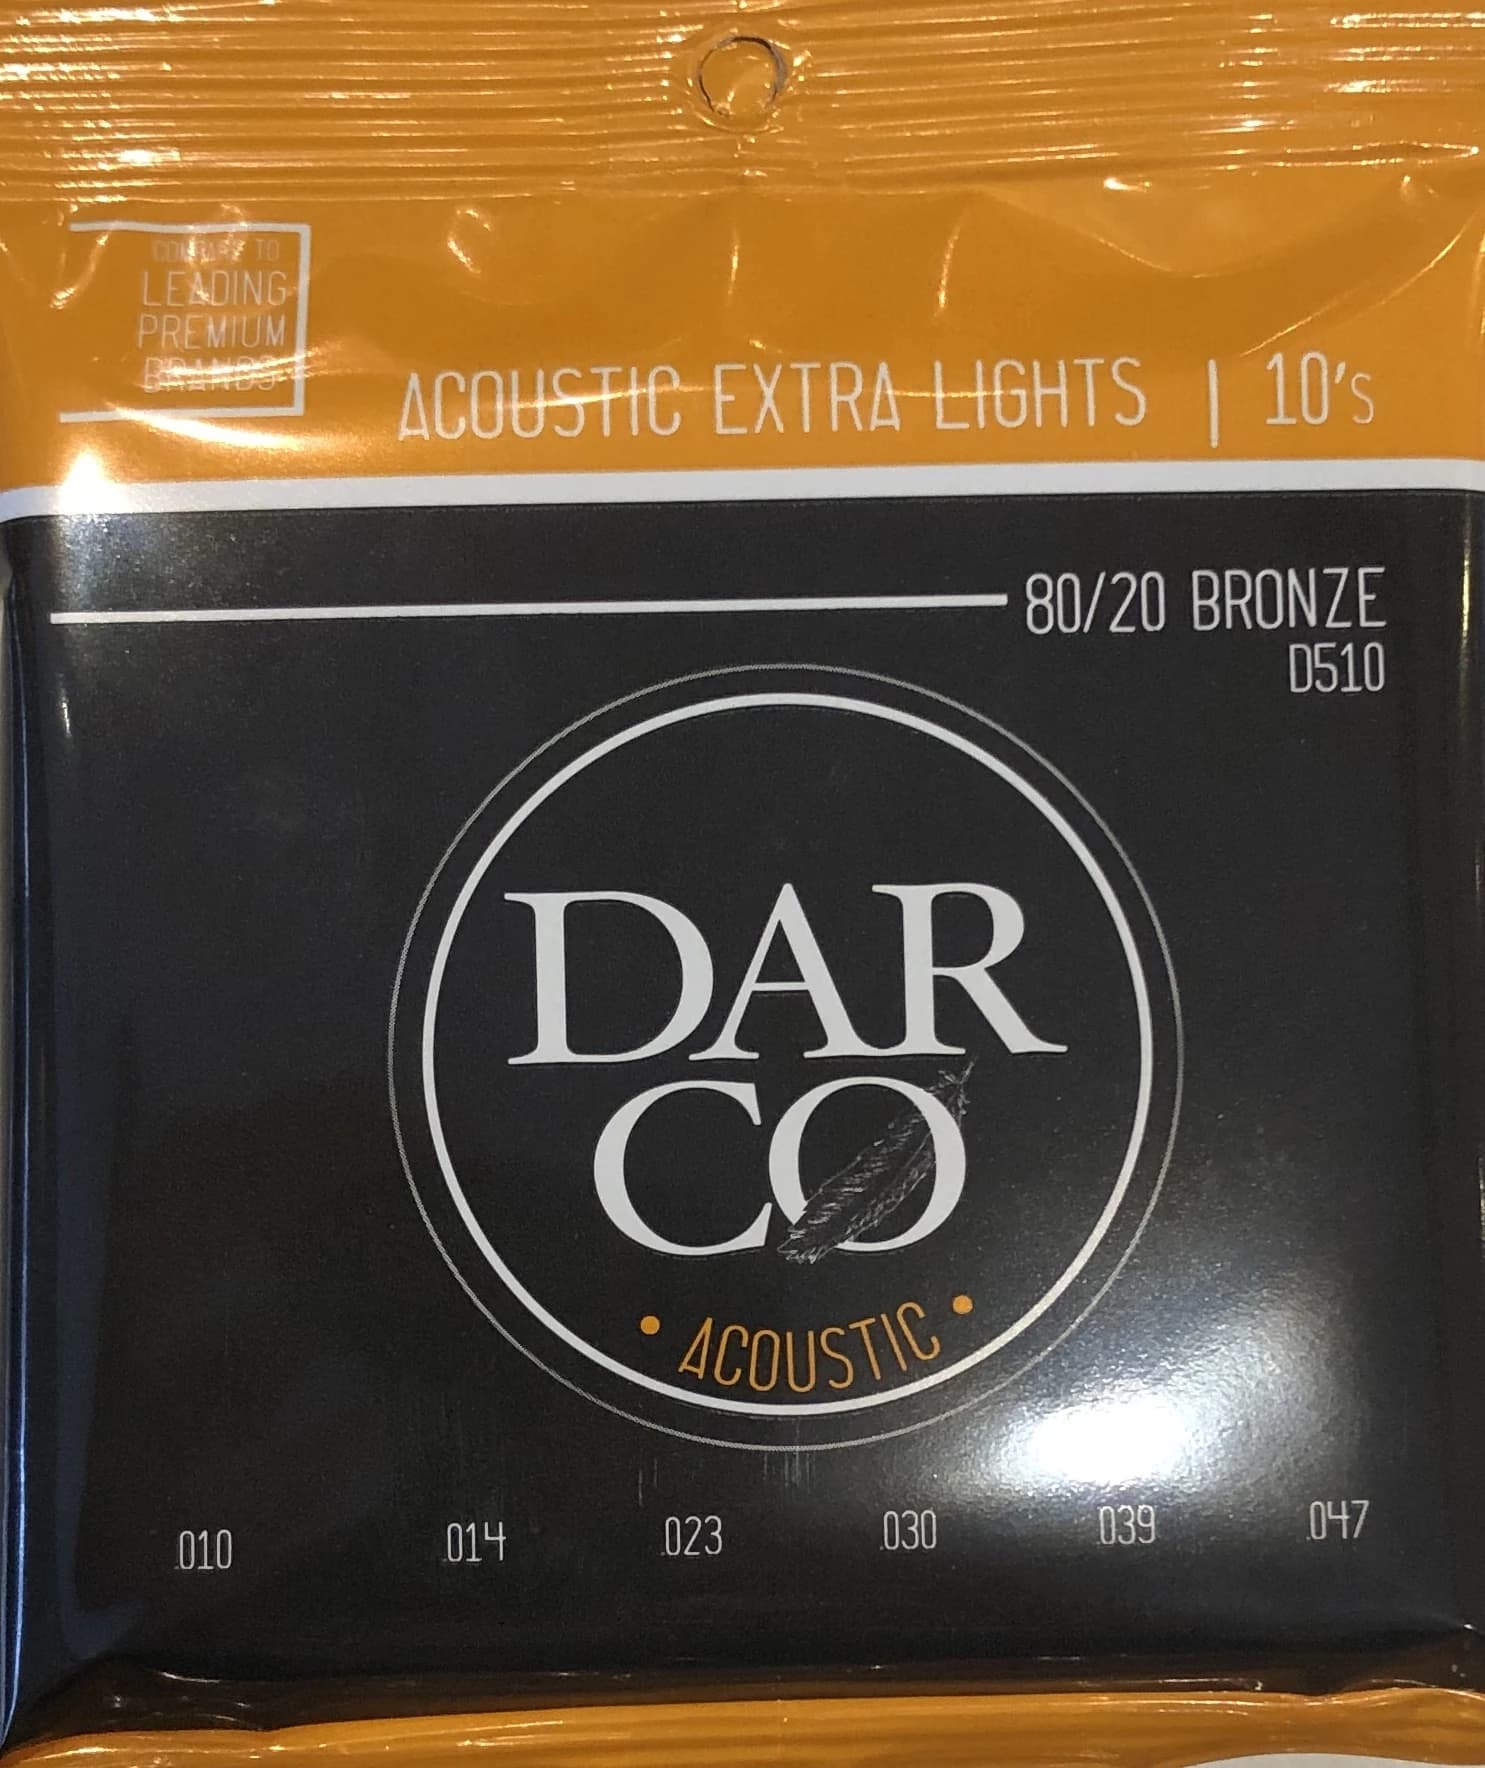 COMPARE TO
LEADING
PREMIUM
BRANDS
ACOUSTIC EXTRA LIGHTS | 10's
80/20 BRONZE
D510
DAR
CO
• ACOUSTIC •
.010 .014 .023 .030 .039 .047